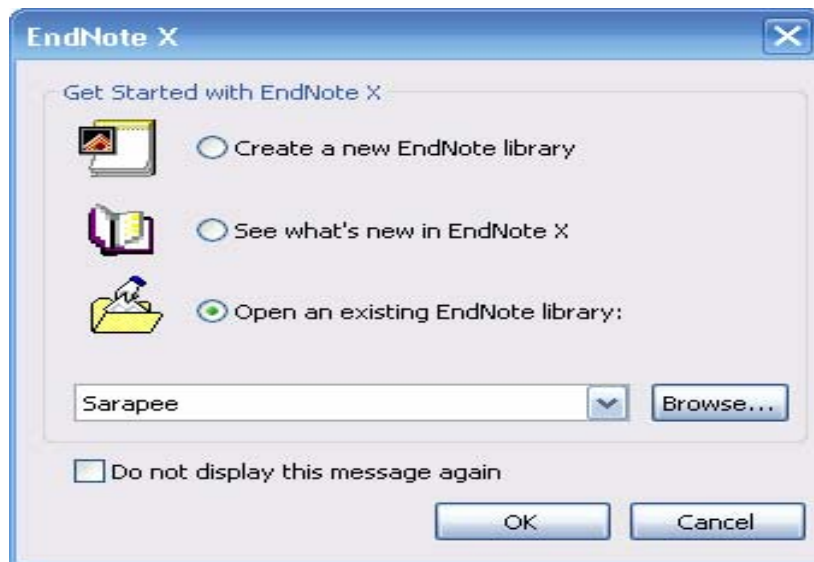 EndNote X
Get Started with EndNote X
Create a new EndNote library
See what's new in EndNote X
Open an existing EndNote library:
Sarapee
Browse...
Do not display this message again
OK
Cancel